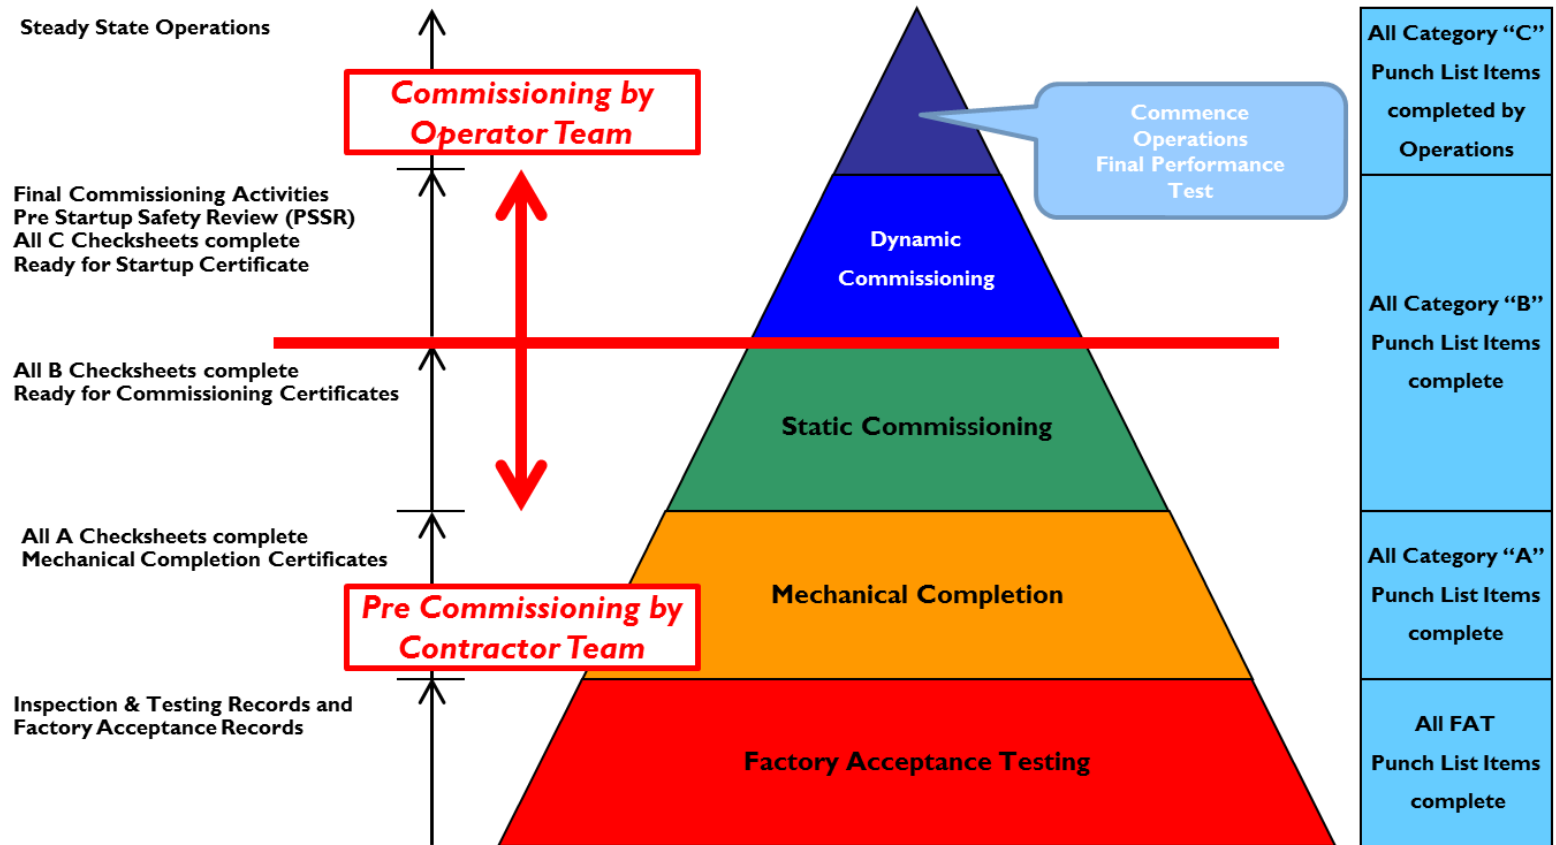 Steady State Operations
Commissioning by
Operator Team
Final Commissioning Activities
Pre Startup Safety Review (PSSR)
All C Checksheets complete
Ready for Startup Certificate
All B Checksheets complete
Ready for Commissioning Certificates
All A Checksheets complete
Mechanical Completion Certificates
Pre Commissioning by
Contractor Team
Inspection & Testing Records and
Factory Acceptance Records
Commence
Operations
Final Performance
Test
Dynamic
Commissioning
Static Commissioning
Mechanical Completion
Factory Acceptance Testing
All Category “C”
Punch List Items
completed by
Operations
All Category “B”
Punch List Items
complete
All Category “A”
Punch List Items
complete
All FAT
Punch List Items
complete